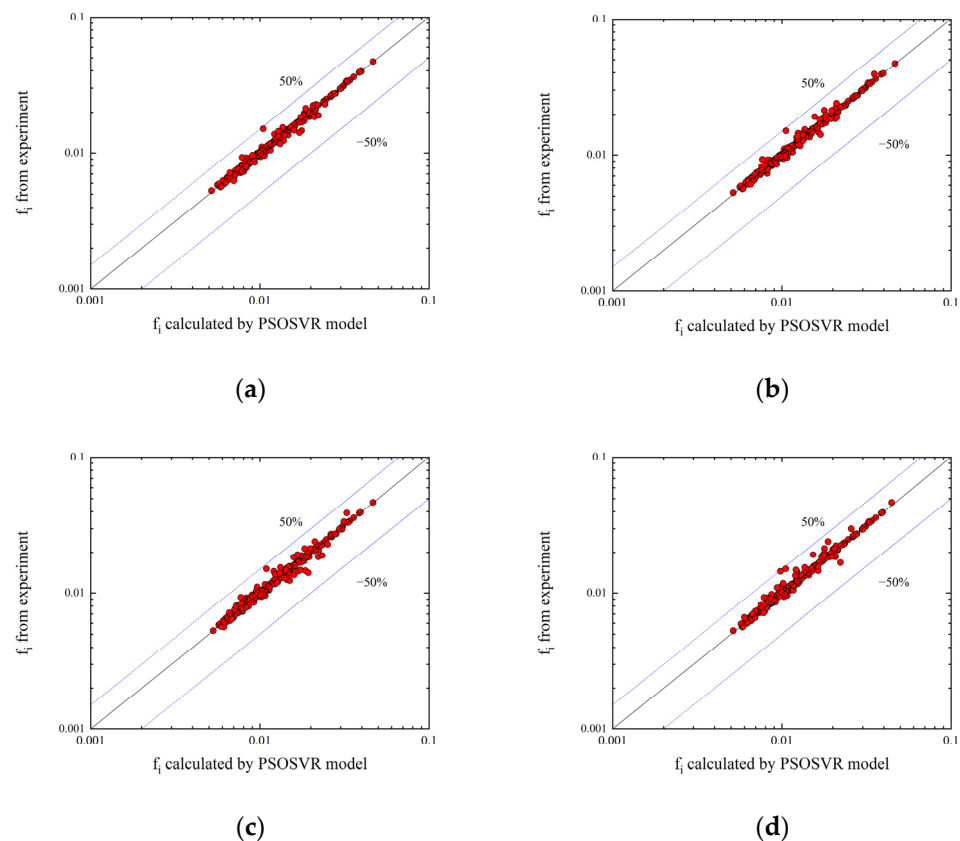 0.1
50%
−50%
f_i from experiment
0.01
0.001
0.001
0.01
0.1
f_i calculated by PSOSVR model
(a)
0.1
50%
−50%
f_i from experiment
0.01
0.001
0.001
0.01
0.1
f_i calculated by PSOSVR model
(b)
0.1
50%
−50%
f_i from experiment
0.01
0.001
0.001
0.01
0.1
f_i calculated by PSOSVR model
(c)
0.1
50%
−50%
f_i from experiment
0.01
0.001
0.001
0.01
0.1
f_i calculated by PSOSVR model
(d)